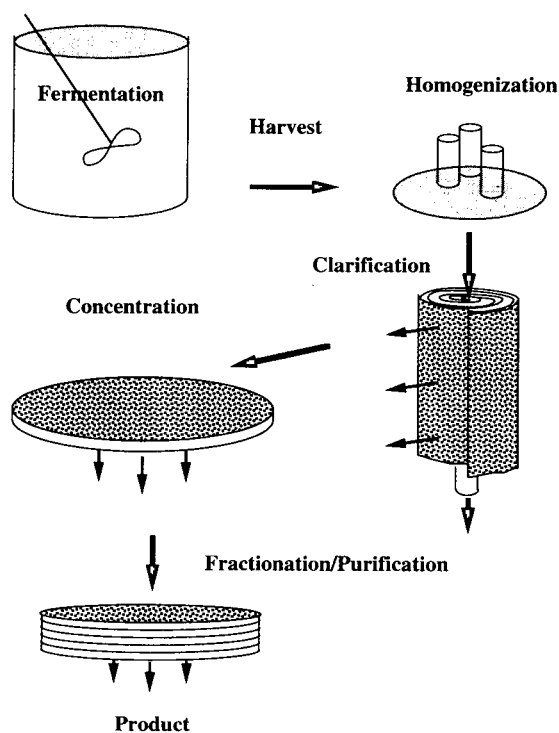 Fermentation
Harvest
Homogenization
Clarification
Concentration
Fractionation/Purification
Product